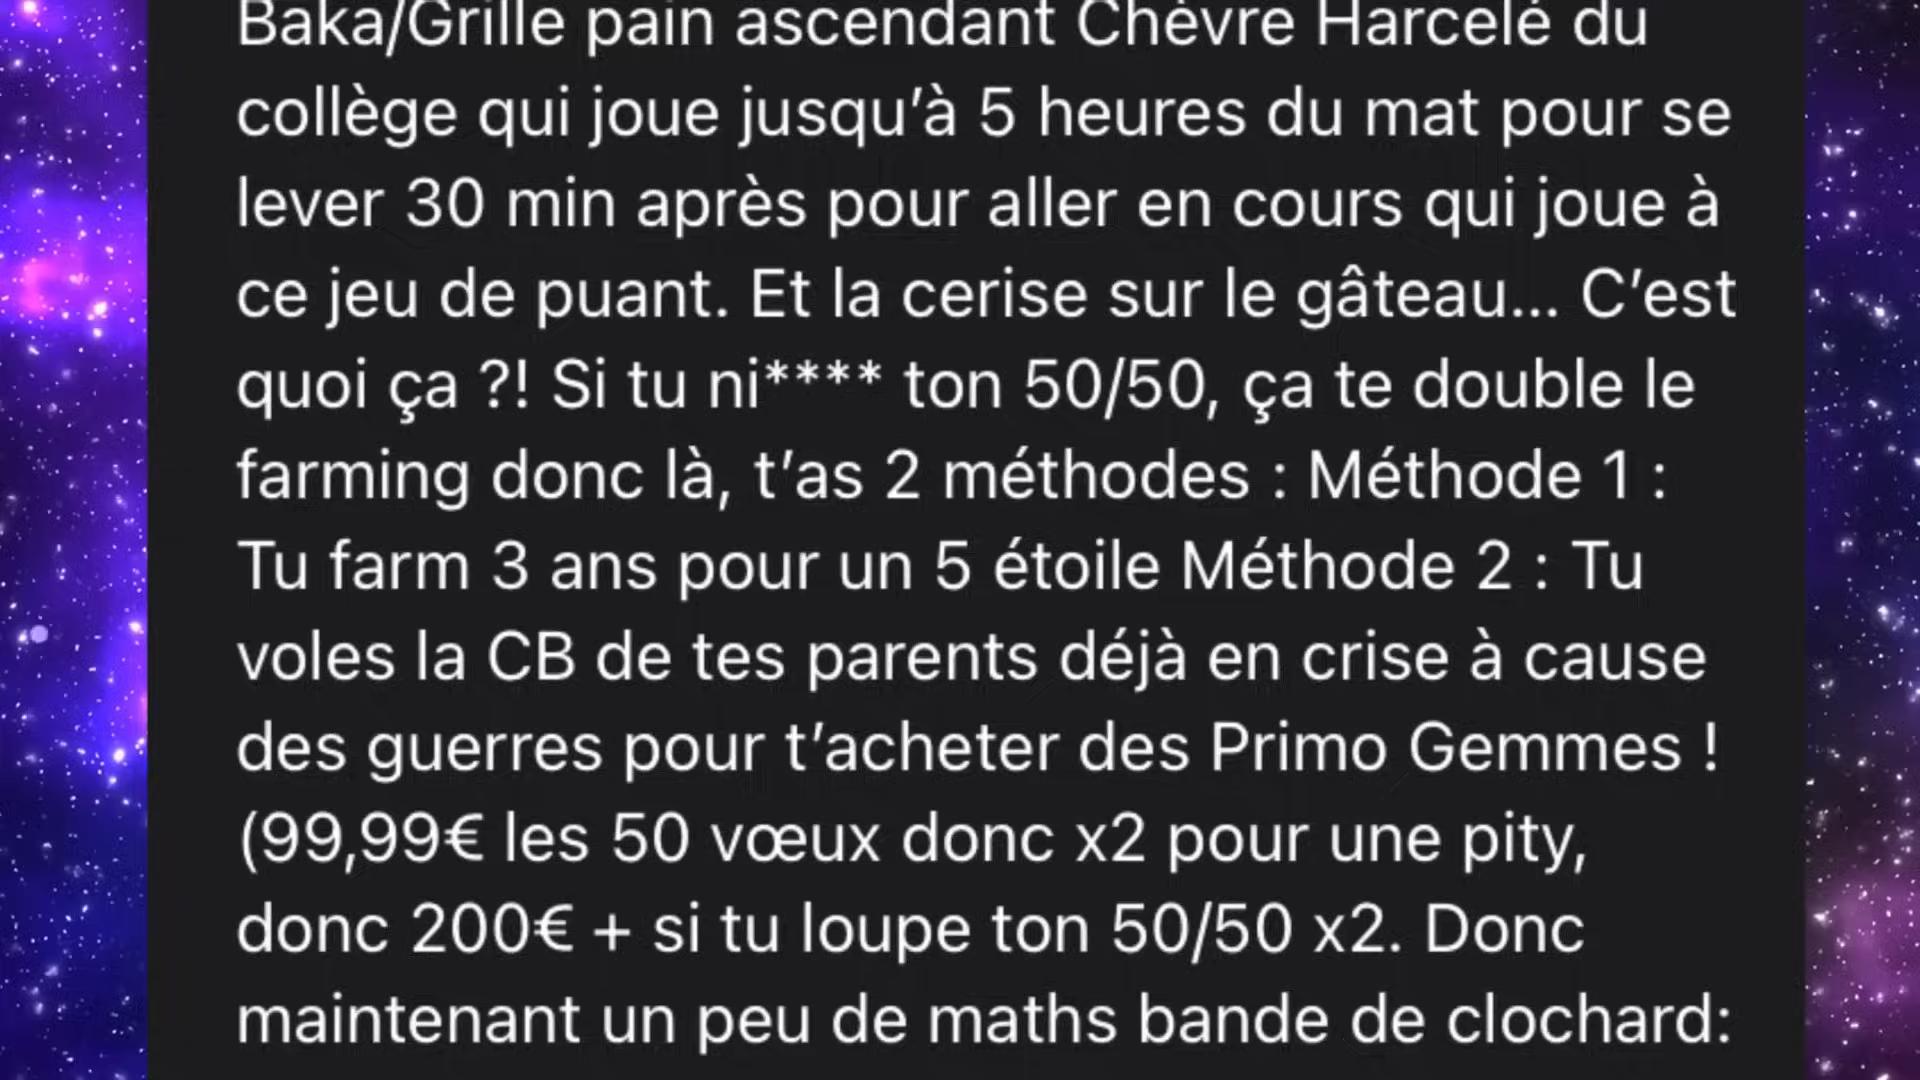 Baka/Grille pain ascendant Chèvre Harcelé du
collège qui joue jusqu’à 5 heures du mat pour se
lever 30 min après pour aller en cours qui joue à
ce jeu de puant. Et la cerise sur le gâteau... C’est
quoi ça ?! Si tu ni**** ton 50/50, ça te double le
farming donc là, t’as 2 méthodes : Méthode 1 :
Tu farm 3 ans pour un 5 étoile Méthode 2 : Tu
voles la CB de tes parents déjà en crise à cause
des guerres pour t’acheter des Primo Gemmes !
(99,99€ les 50 vœux donc x2 pour une pity,
donc 200€ + si tu loupe ton 50/50 x2. Donc
maintenant un peu de maths bande de clochard: